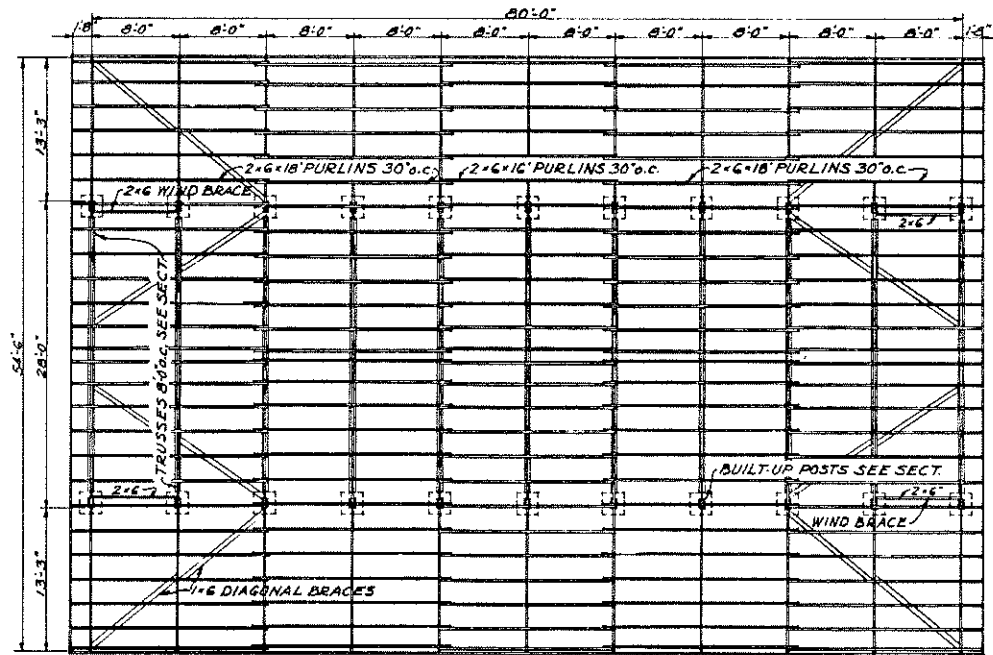 80'-0"
1'-8" 8'-0" 8'-0" 8'-0" 8'-0" 8'-0" 8'-0" 8'-0" 8'-0" 8'-0" 8'-0" 1'-8"
13'-3"
2×6×18' PURLINS 30" o.c. 2×6×16' PURLINS 30" o.c. 2×6×18' PURLINS 30" o.c.
2×6 WIND BRACE
2×6
TRUSSES 8'-0" o.c. SEE SECT.
54'-6"
28'-0"
BUILT-UP POSTS SEE SECT.
2×6
2×6
WIND BRACE
13'-3"
1×6 DIAGONAL BRACES